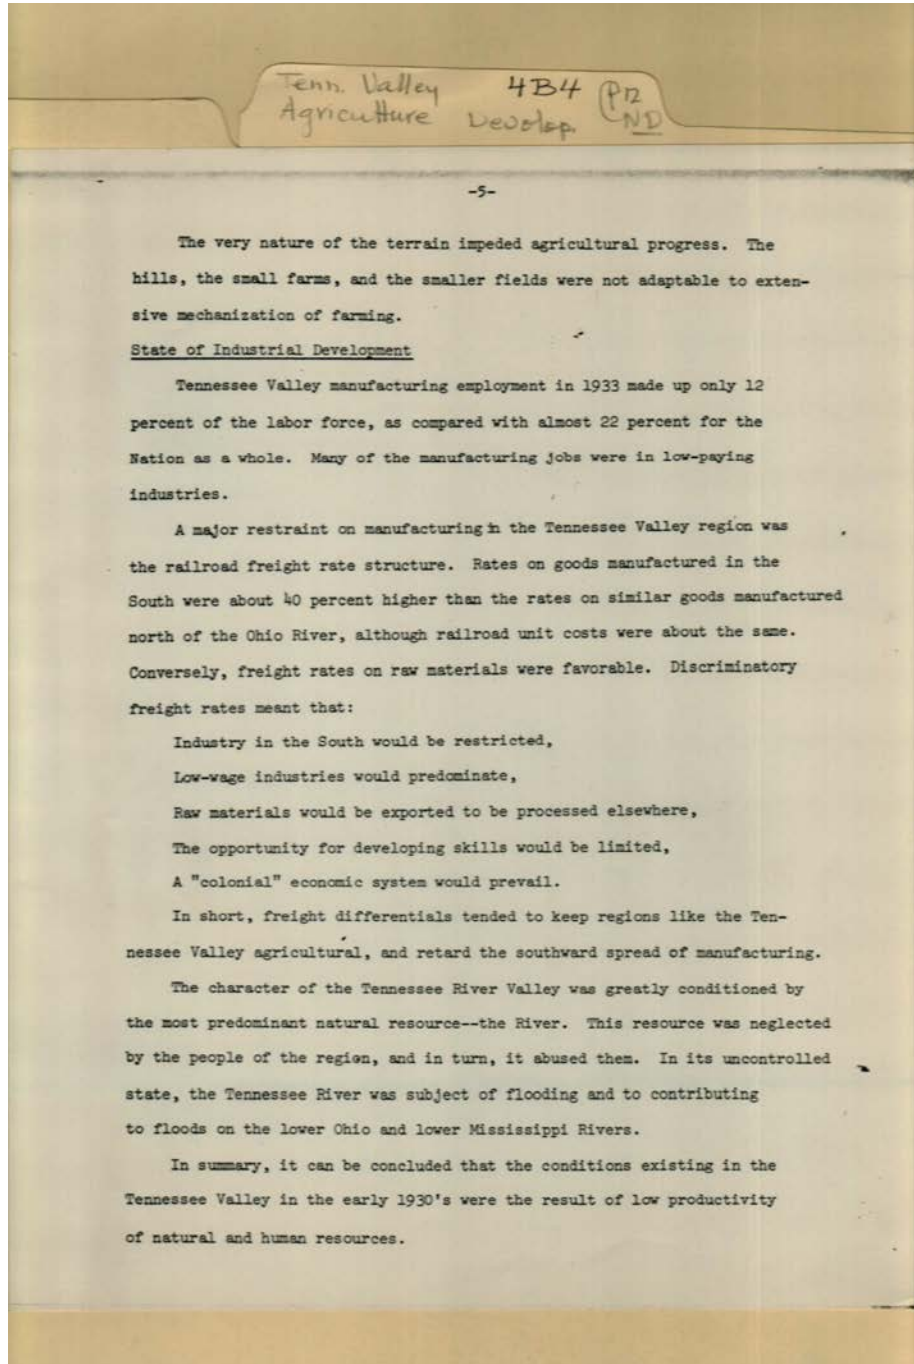 Tenn. Valley 4B4
Agriculture Develop. ND
-5-
The very nature of the terrain impeded agricultural progress. The
hills, the small farms, and the smaller fields were not adaptable to exten-
sive mechanization of farming.
State of Industrial Development
Tennessee Valley manufacturing employment in 1933 made up only 12
percent of the labor force, as compared with almost 22 percent for the
Nation as a whole. Many of the manufacturing jobs were in low-paying
industries.
A major restraint on manufacturing in the Tennessee Valley region was
the railroad freight rate structure. Rates on goods manufactured in the
South were about 40 percent higher than the rates on similar goods manufactured
north of the Ohio River, although railroad unit costs were about the same.
Conversely, freight rates on raw materials were favorable. Discriminatory
freight rates meant that:
Industry in the South would be restricted,
Low-wage industries would predominate,
Raw materials would be exported to be processed elsewhere,
The opportunity for developing skills would be limited,
A "colonial" economic system would prevail.
In short, freight differentials tended to keep regions like the Ten-
nessee Valley agricultural, and retard the southward spread of manufacturing.
The character of the Tennessee River Valley was greatly conditioned by
the most predominant natural resource--the River. This resource was neglected
by the people of the region, and in turn, it abused them. In its uncontrolled
state, the Tennessee River was subject of flooding and to contributing
to floods on the lower Ohio and lower Mississippi Rivers.
In summary, it can be concluded that the conditions existing in the
Tennessee Valley in the early 1930's were the result of low productivity
of natural and human resources.